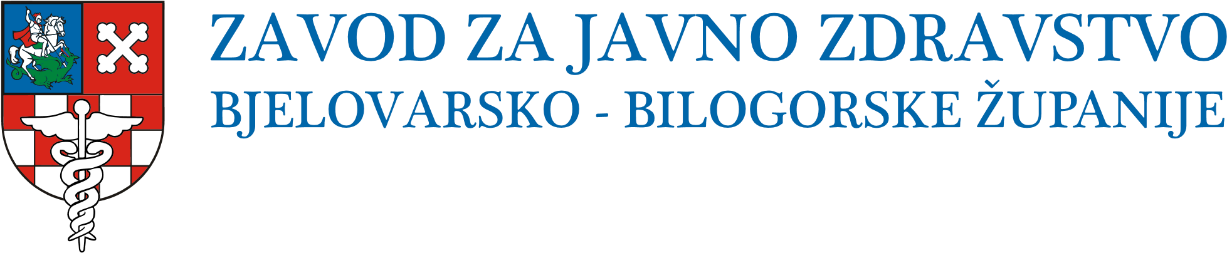 ZAVOD ZA JAVNO ZDRAVSTVO
BJELOVARSKO - BILOGORSKE ŽUPANIJE